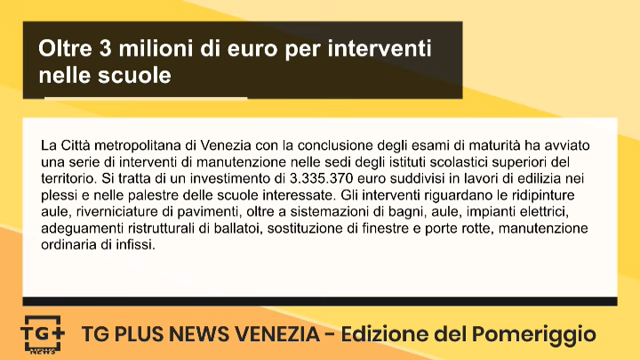 Oltre 3 milioni di euro per interventi
nelle scuole
La Città metropolitana di Venezia con la conclusione degli esami di maturità ha avviato
una serie di interventi di manutenzione nelle sedi degli istituti scolastici superiori del
territorio. Si tratta di un investimento di 3.335.370 euro suddivisi in lavori di edilizia nei
plessi e nelle palestre delle scuole interessate. Gli interventi riguardano le ridipinture
aule, riverniciature di pavimenti, oltre a sistemazioni di bagni, aule, impianti elettrici,
adeguamenti ristrutturali di ballatoi, sostituzione di finestre e porte rotte, manutenzione
ordinaria di infissi.
TG+
NEWS
TG PLUS NEWS VENEZIA - Edizione del Pomeriggio